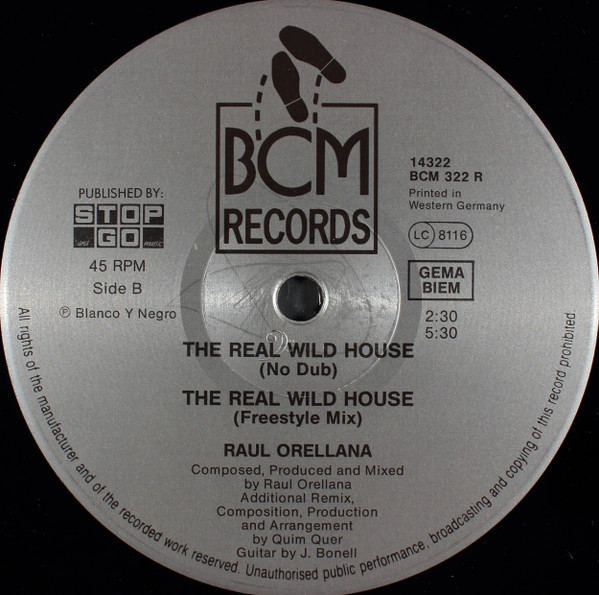 BCM
RECORDS
14322
BCM 322 R
Printed in
Western Germany
LC 8116
GEMA
BIEM
PUBLISHED BY:
STOP
and GO music
45 RPM
Side B
℗ Blanco Y Negro
2:30
5:30
THE REAL WILD HOUSE
(No Dub)
THE REAL WILD HOUSE
(Freestyle Mix)
RAUL ORELLANA
Composed, Produced and Mixed
by Raul Orellana
Additional Remix,
Composition, Production
and Arrangement
by Quim Quer
Guitar by J. Bonell
All rights of the manufacturer and of the recorded work reserved. Unauthorised public performance, broadcasting and copying of this record prohibited.